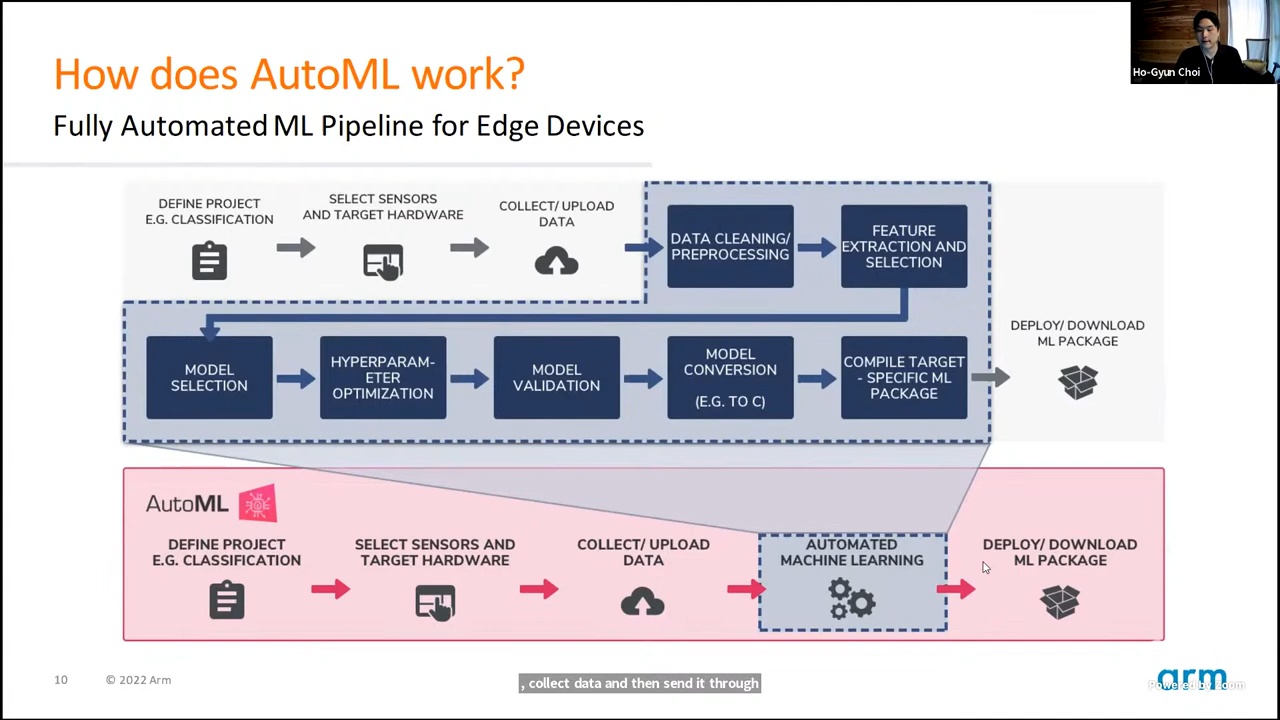 How does AutoML work?
Fully Automated ML Pipeline for Edge Devices
Ho-Gyun Choi
DEFINE PROJECT
E.G. CLASSIFICATION
SELECT SENSORS
AND TARGET HARDWARE
COLLECT/ UPLOAD
DATA
DATA CLEANING/
PREPROCESSING
FEATURE
EXTRACTION AND
SELECTION
MODEL
SELECTION
HYPERPARAM-
ETER
OPTIMIZATION
MODEL
VALIDATION
MODEL
CONVERSION
(E.G. TO C)
COMPILE TARGET
- SPECIFIC ML
PACKAGE
DEPLOY/ DOWNLOAD
ML PACKAGE
AutoML
DEFINE PROJECT
E.G. CLASSIFICATION
SELECT SENSORS AND
TARGET HARDWARE
COLLECT/ UPLOAD
DATA
AUTOMATED
MACHINE LEARNING
DEPLOY/ DOWNLOAD
ML PACKAGE
10 © 2022 Arm
, collect data and then send it through
arm
Powered by Zoom